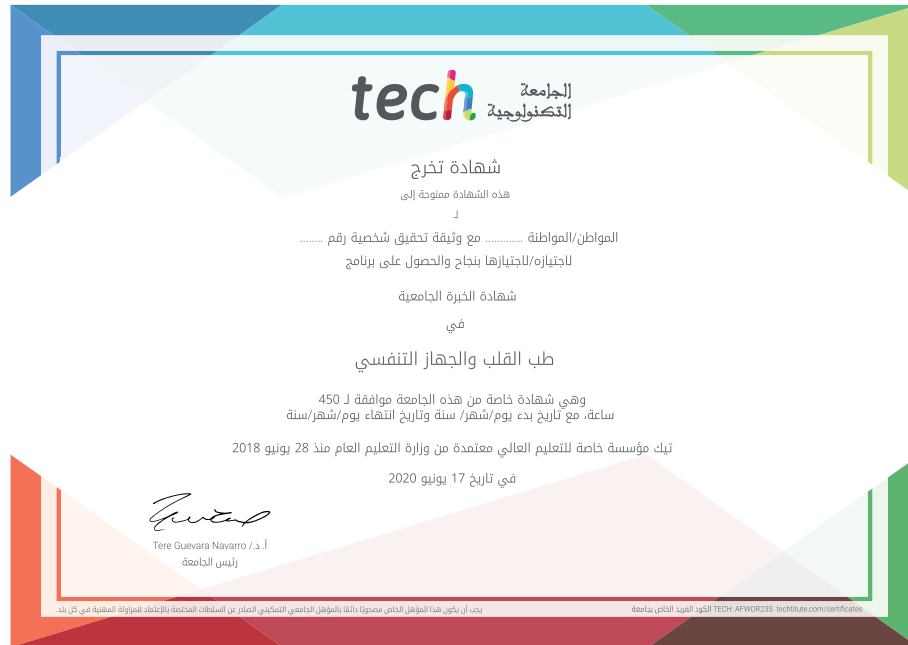 tech الجامعة
التكنولوجية
شهادة تخرج
هذه الشهادة ممنوحة إلى
لـ
المواطن/المواطنة ............. مع وثيقة تحقيق شخصية رقم ........
لاجتيازه/لاجتيازها بنجاح والحصول على برنامج
شهادة الخبرة الجامعية
في
طب القلب والجهاز التنفسي
وهي شهادة خاصة من هذه الجامعة موافقة لـ 450
ساعة، مع تاريخ بدء يوم/شهر/ سنة وتاريخ انتهاء يوم/شهر/سنة
تيك مؤسسة خاصة للتعليم العالي معتمدة من وزارة التعليم العام منذ 28 يونيو 2018
في تاريخ 17 يونيو 2020
أ. د./ Tere Guevara Navarro
رئيس الجامعة
يجب أن يكون هذا المؤهل الخاص مصحوبًا دائمًا بالمؤهل الجامعي التمكيني الصادر عن السلطات المختصة بالإعتماد للمزاولة المهنية في كل بلد.
الكود الفريد الخاص بجامعة TECH: AFWOR23S techtitute.com/certificates